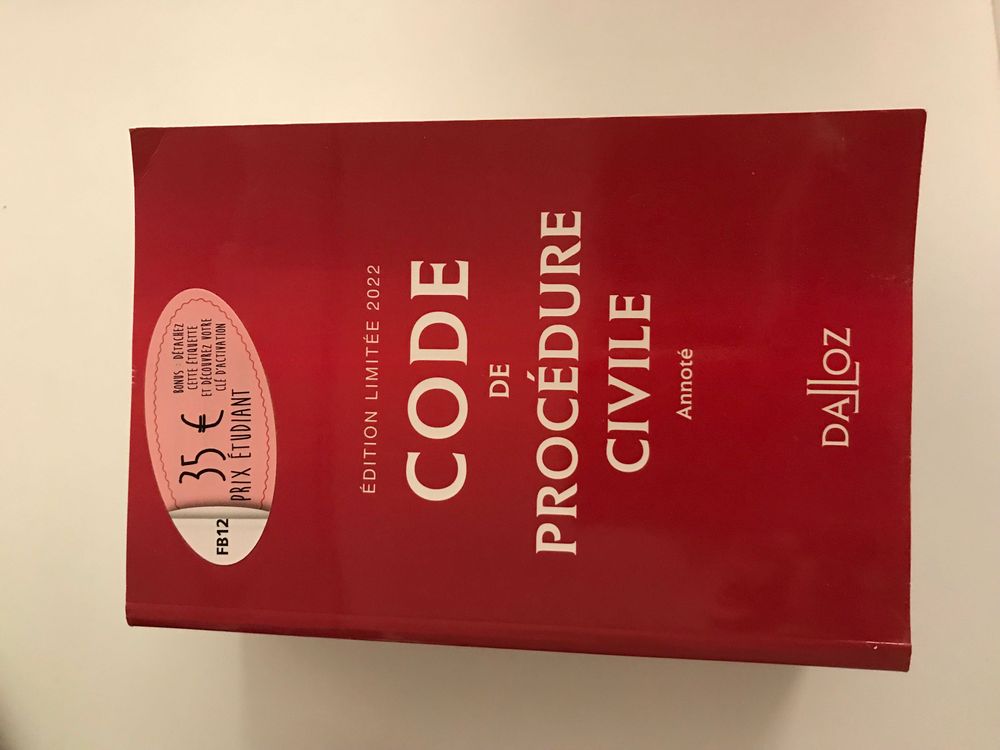 BONUS : DÉTACHEZ
CETTE ÉTIQUETTE
ET DÉCOUVREZ VOTRE
CLÉ D'ACTIVATION
35 €
PRIX ÉTUDIANT
FB12
ÉDITION LIMITÉE 2022
CODE
DE
PROCÉDURE
CIVILE
Annoté
DALLOZ